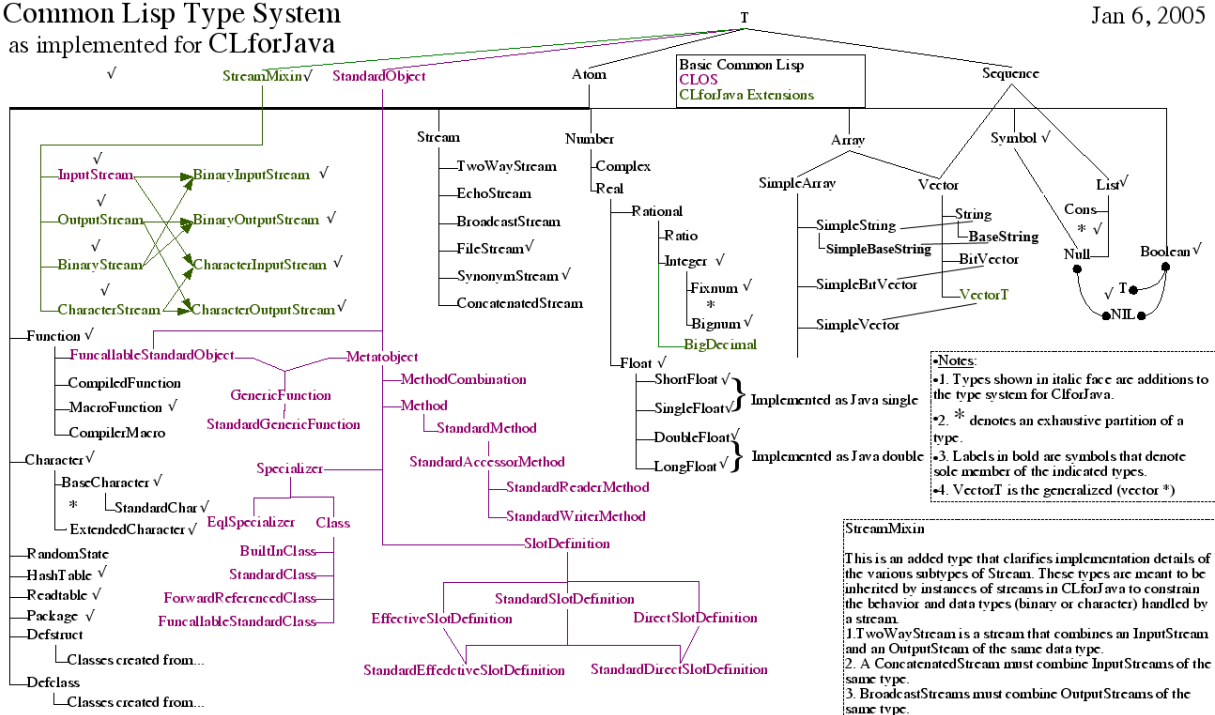 Common Lisp Type System
as implemented for CLforJava
Jan 6, 2005
T
√
StreamMixin√
StandardObject
Atom
Sequence
Basic Common Lisp
CLOS
CLforJava Extensions
√
InputStream
BinaryInputStream √
√
OutputStream
BinaryOutputStream √
√
BinaryStream
CharacterInputStream √
√
CharacterStream
CharacterOutputStream √
Stream
TwoWayStream
EchoStream
BroadcastStream
FileStream√
SynonymStream √
ConcatenatedStream
Number
Complex
Real
Rational
Ratio
Integer √
Fixnum √
*
Bignum √
BigDecimal
Float √
ShortFloat √
SingleFloat √
Implemented as Java single
DoubleFloat√
LongFloat √
Implemented as Java double
Array
SimpleArray
Vector
SimpleString
SimpleBaseString
SimpleBitVector
SimpleVector
String
BaseString
BitVector
VectorT
Symbol √
List√
Cons
* √
Null
Boolean√
√ T
NIL
Function √
FuncallableStandardObject
CompiledFunction
MacroFunction √
CompilerMacro
Metatobject
GenericFunction
StandardGenericFunction
MethodCombination
Method
StandardMethod
StandardAccessorMethod
StandardReaderMethod
StandardWriterMethod
Character√
BaseCharacter√
* StandardChar √
ExtendedCharacter√
Specializer
EqlSpecializer
Class
BuiltInClass
StandardClass
ForwardReferencedClass
FuncallableStandardClass
RandomState
HashTable √
Readtable √
Package √
Defstruct
Classes created from...
Defclass
Classes created from...
SlotDefinition
StandardSlotDefinition
EffectiveSlotDefinition
DirectSlotDefinition
StandardEffedctiveSlotDefinition
StandardDirectSlotDefinition
•Notes:
•1. Types shown in italic face are additions to
the type system for ClforJava.
•2. * denotes an exhaustive partition of a
type.
•3. Labels in bold are symbols that denote
sole member of the indicated types.
•4. VectorT is the generalized (vector *)
StreamMixin
This is an added type that clarifies implementation details of
the various subtypes of Stream. These types are meant to be
inherited by instances of streams in CLforJava to constrain
the behavior and data types (binary or character) handled by
a stream.
1.TwoWayStream is a stream that combines an InputStream
and an OutputSteam of the same data type.
2. A ConcatenatedStream must combine InputStreams of the
same type.
3. BroadcastStreams must combine OutputStreams of the
same type.